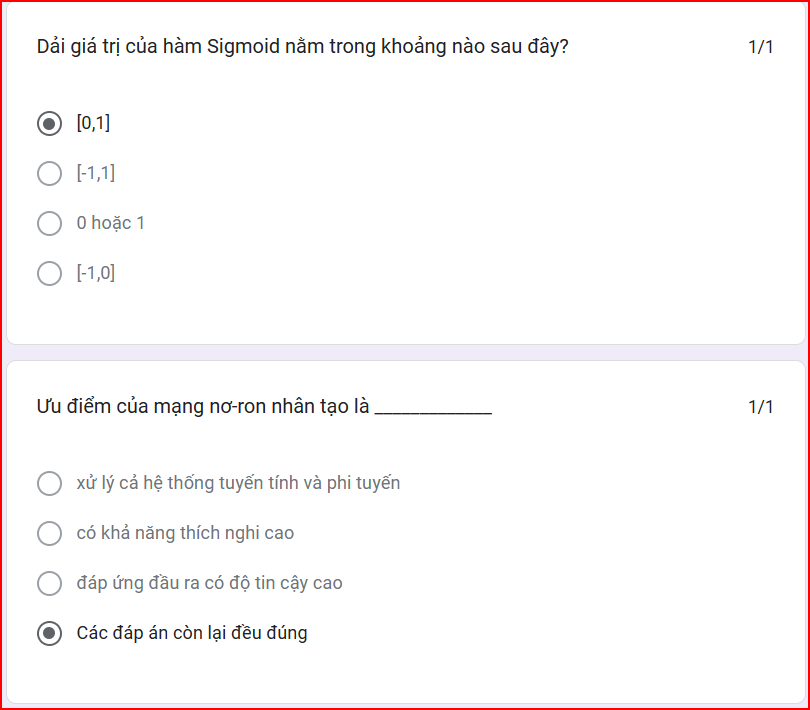 Dải giá trị của hàm Sigmoid nằm trong khoảng nào sau đây? 1/1
[0,1]
[-1,1]
0 hoặc 1
[-1,0]
Ưu điểm của mạng nơ-ron nhân tạo là _____________ 1/1
xử lý cả hệ thống tuyến tính và phi tuyến
có khả năng thích nghi cao
đáp ứng đầu ra có độ tin cậy cao
Các đáp án còn lại đều đúng